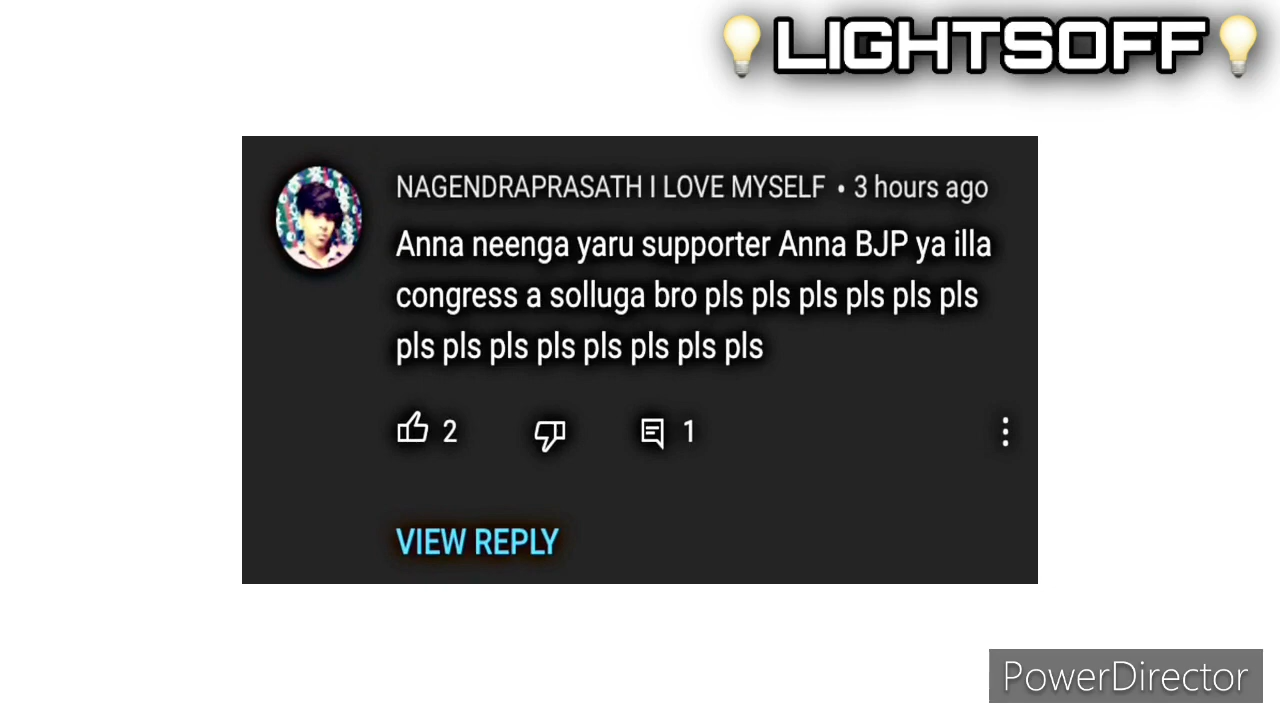 LIGHTSOFF
NAGENDRAPRASATH I LOVE MYSELF • 3 hours ago
Anna neenga yaru supporter Anna BJP ya illa
congress a solluga bro pls pls pls pls pls pls
pls pls pls pls pls pls pls pls
2 1
VIEW REPLY
PowerDirector